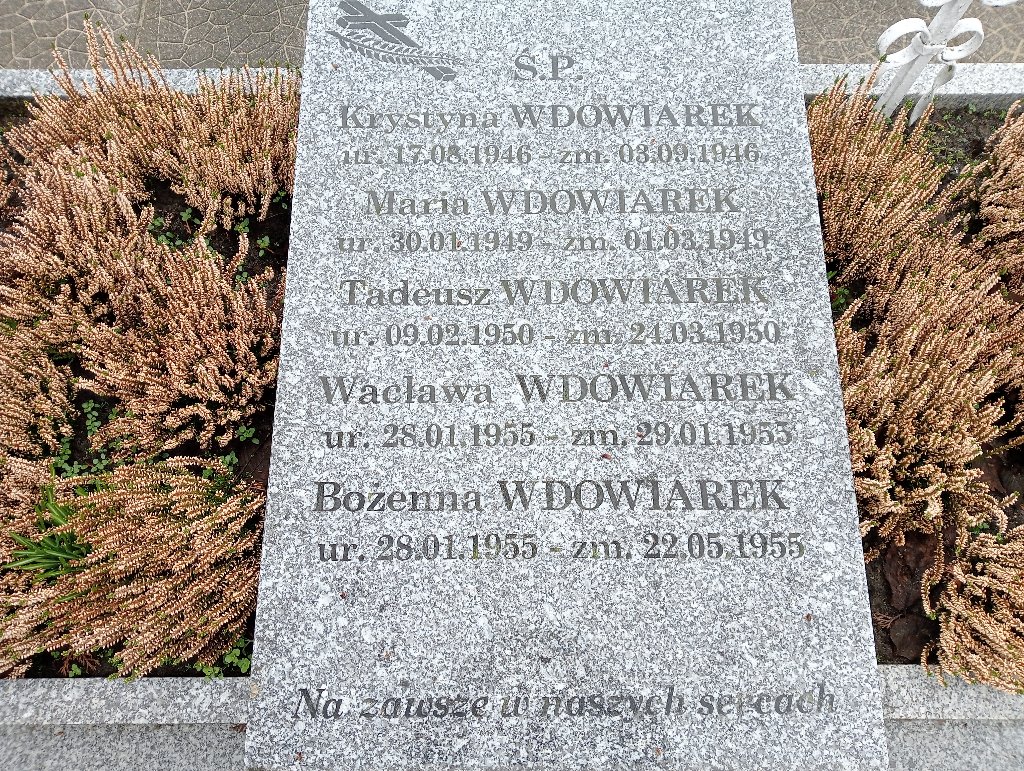 Ś.P.
Krystyna WDOWIAREK
ur. 17.08.1946 - zm. 03.09.1946
Maria WDOWIAREK
ur. 30.01.1949 - zm. 01.03.1949
Tadeusz WDOWIAREK
ur. 09.02.1950 - zm. 24.03.1950
Wacława WDOWIAREK
ur. 28.01.1955 - zm. 29.01.1955
Bożenna WDOWIAREK
ur. 28.01.1955 - zm. 22.05.1955
Na zawsze w naszych sercach